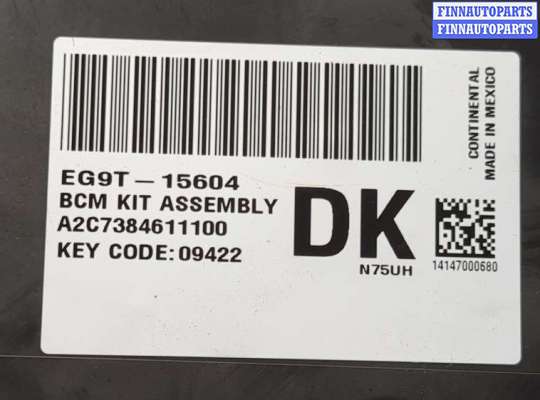 FINNAUTOPARTS
FINNAUTOPARTS
CONTINENTAL
MADE IN MEXICO
EG9T-15604
BCM KIT ASSEMBLY
A2C7384611100
KEY CODE: 09422
DK
N75UH
14147000680